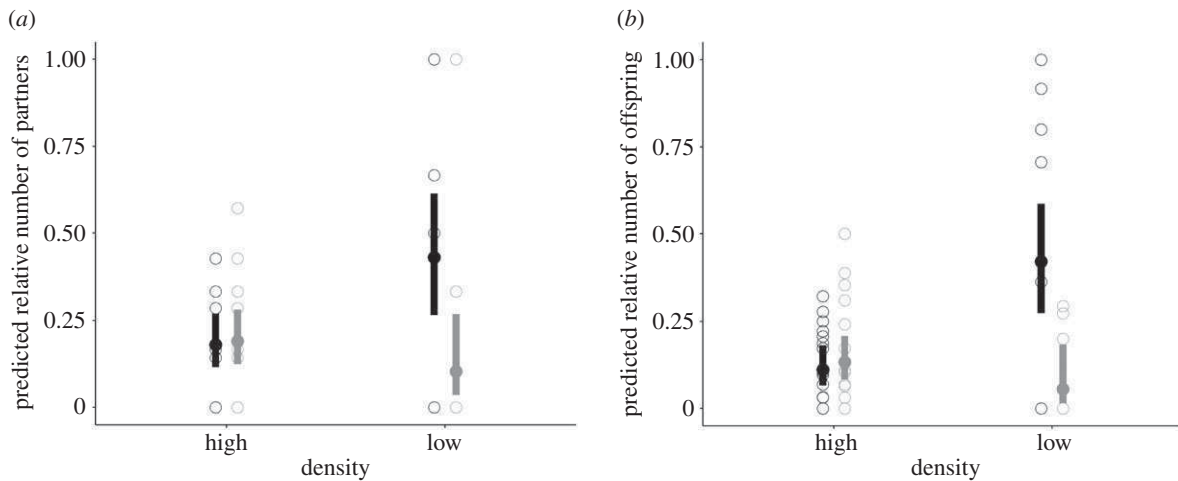 (a)
predicted relative number of partners
1.00
0.75
0.50
0.25
0
high
low
density
(b)
predicted relative number of offspring
1.00
0.75
0.50
0.25
0
high
low
density